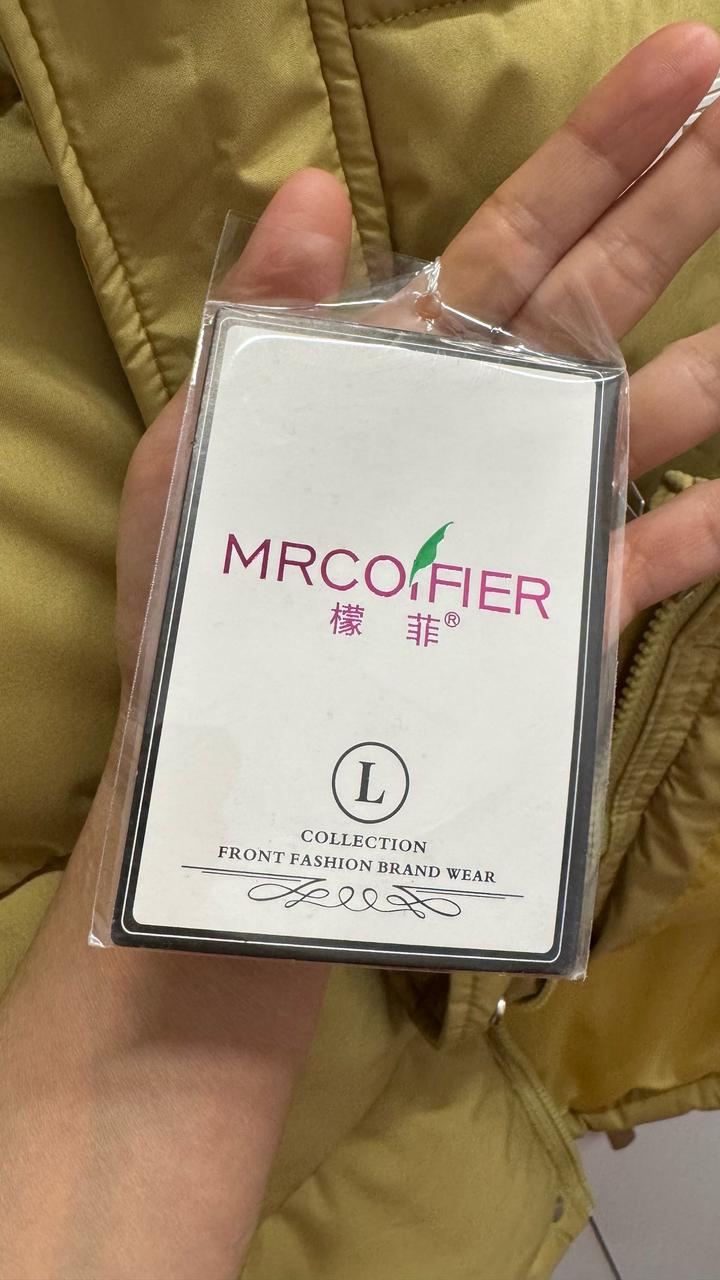 MRCOIFIER
檬 菲®
L
COLLECTION
FRONT FASHION BRAND WEAR